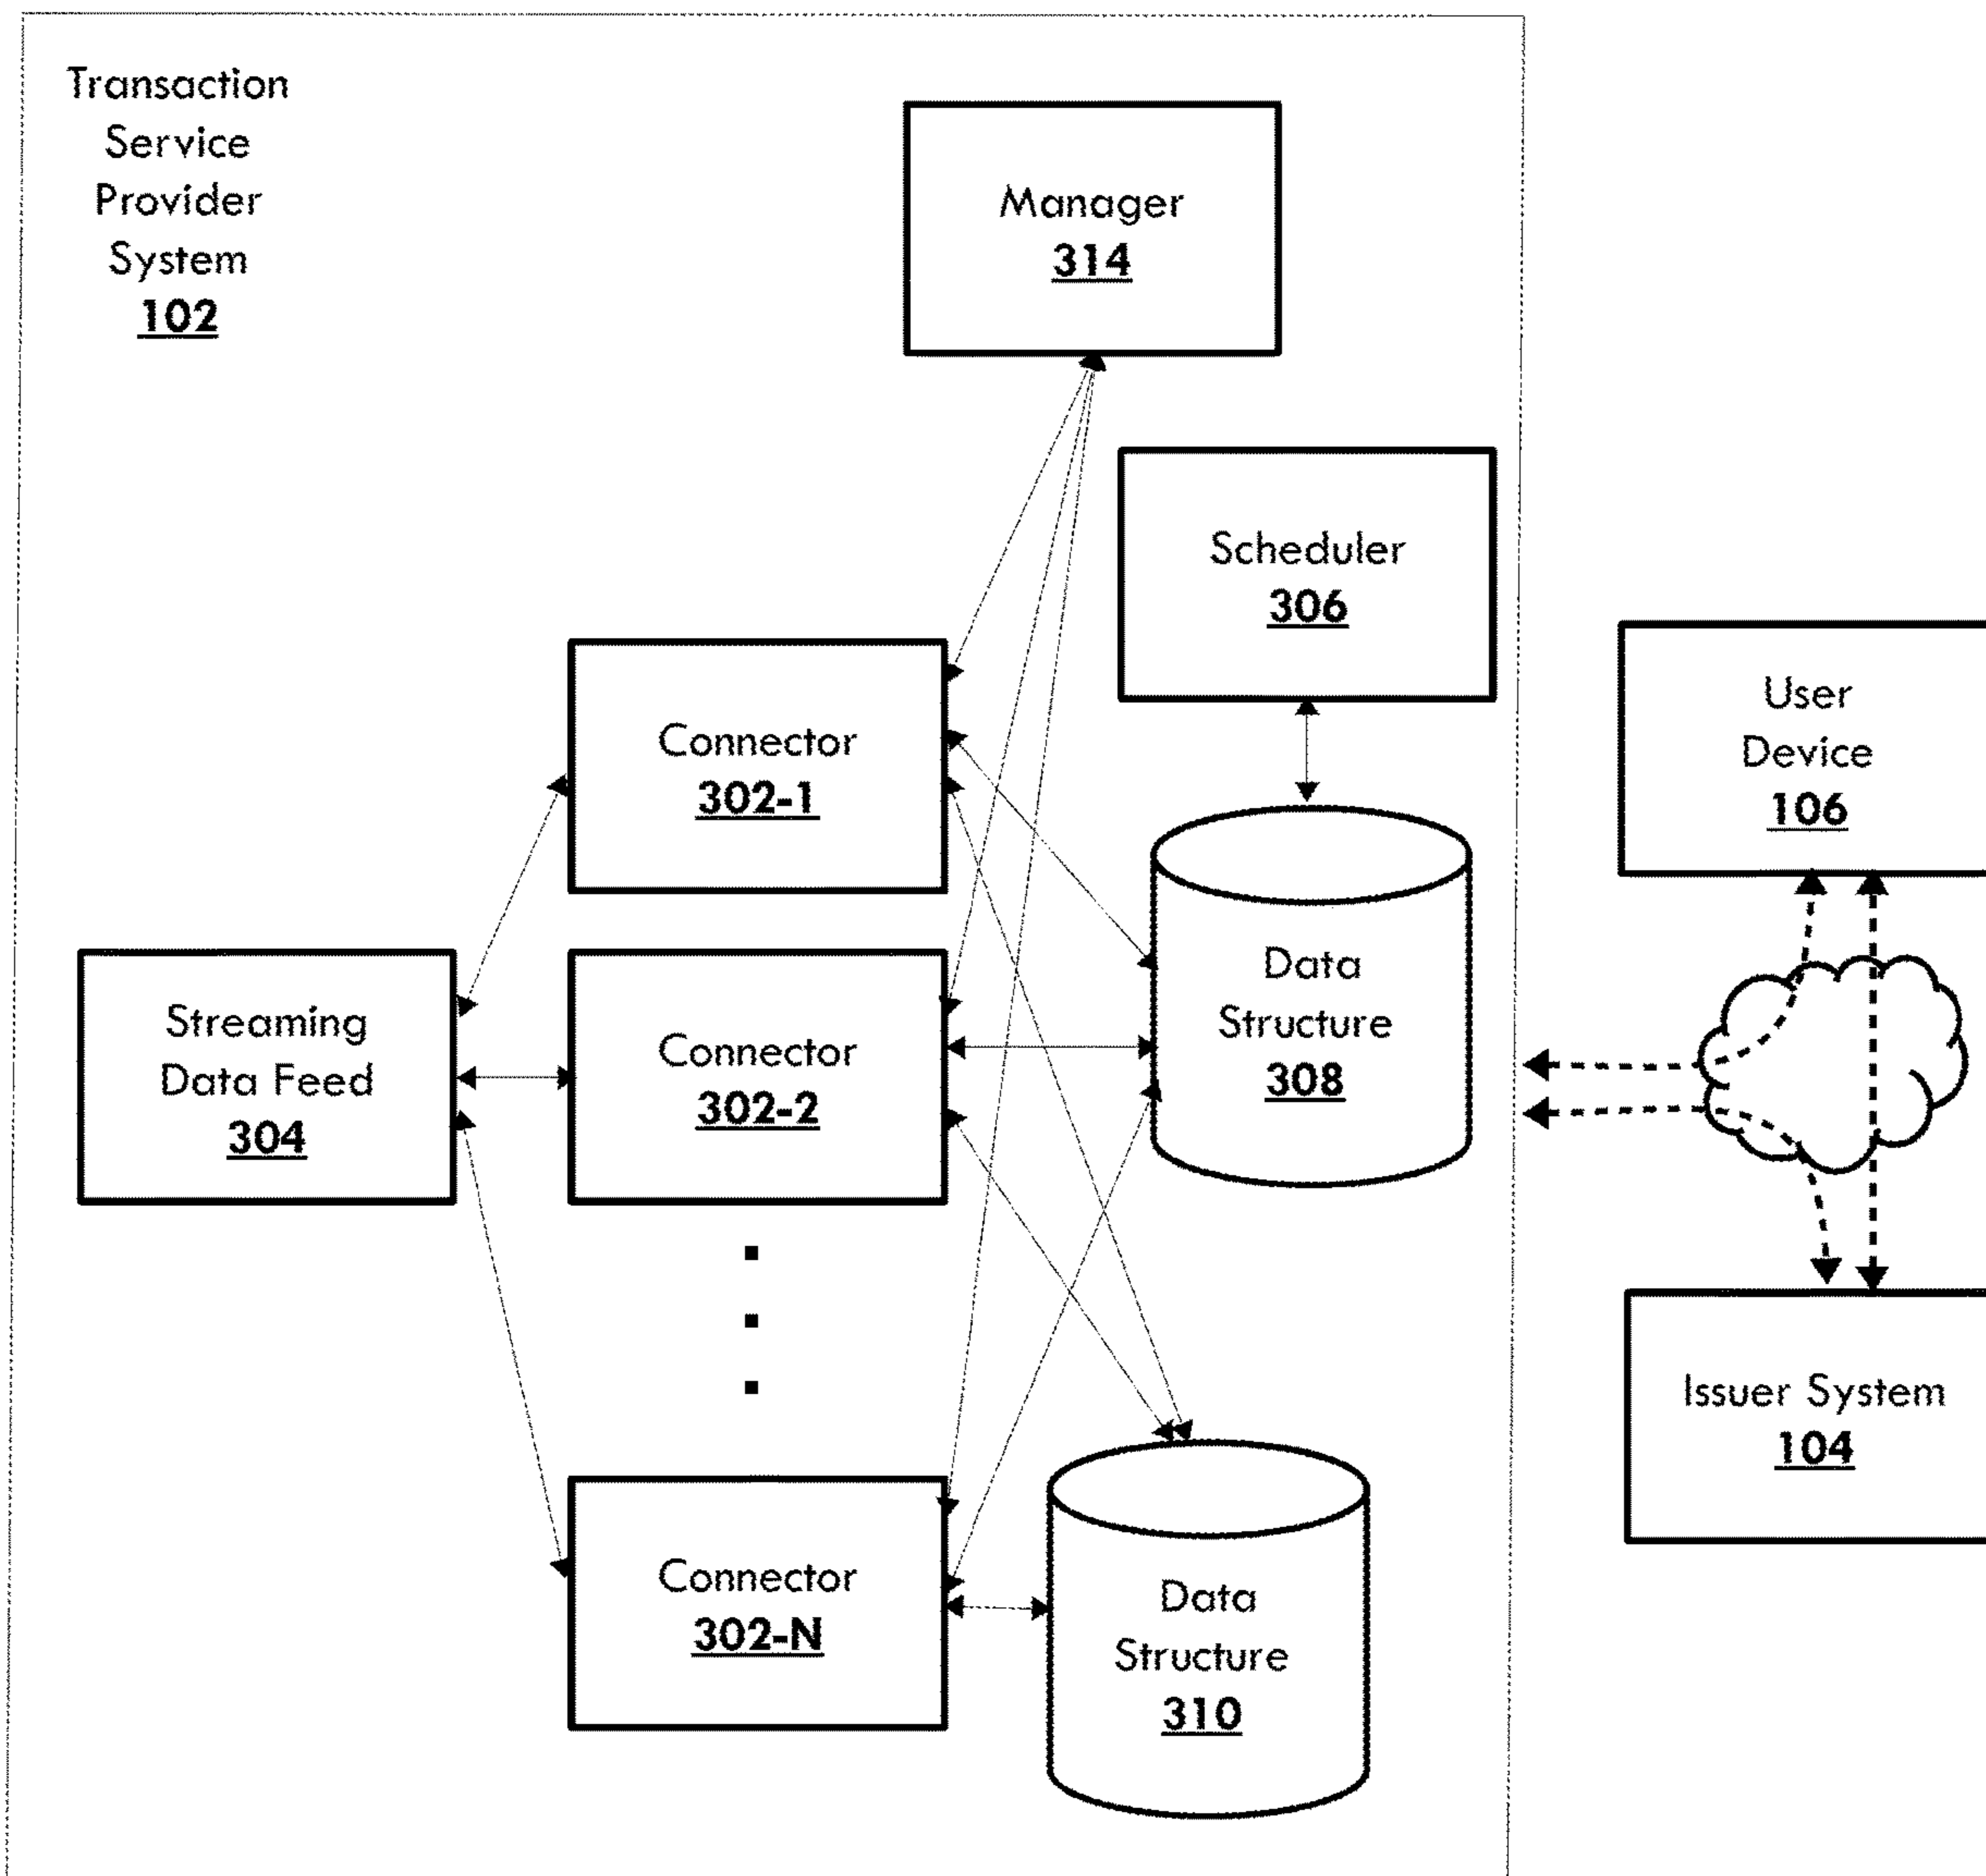 Transaction
Service
Provider
System
102
Manager
314
Scheduler
306
User
Device
106
Connector
302-1
Data
Structure
308
Streaming
Data Feed
304
Connector
302-2
Issuer System
104
Connector
302-N
Data
Structure
310